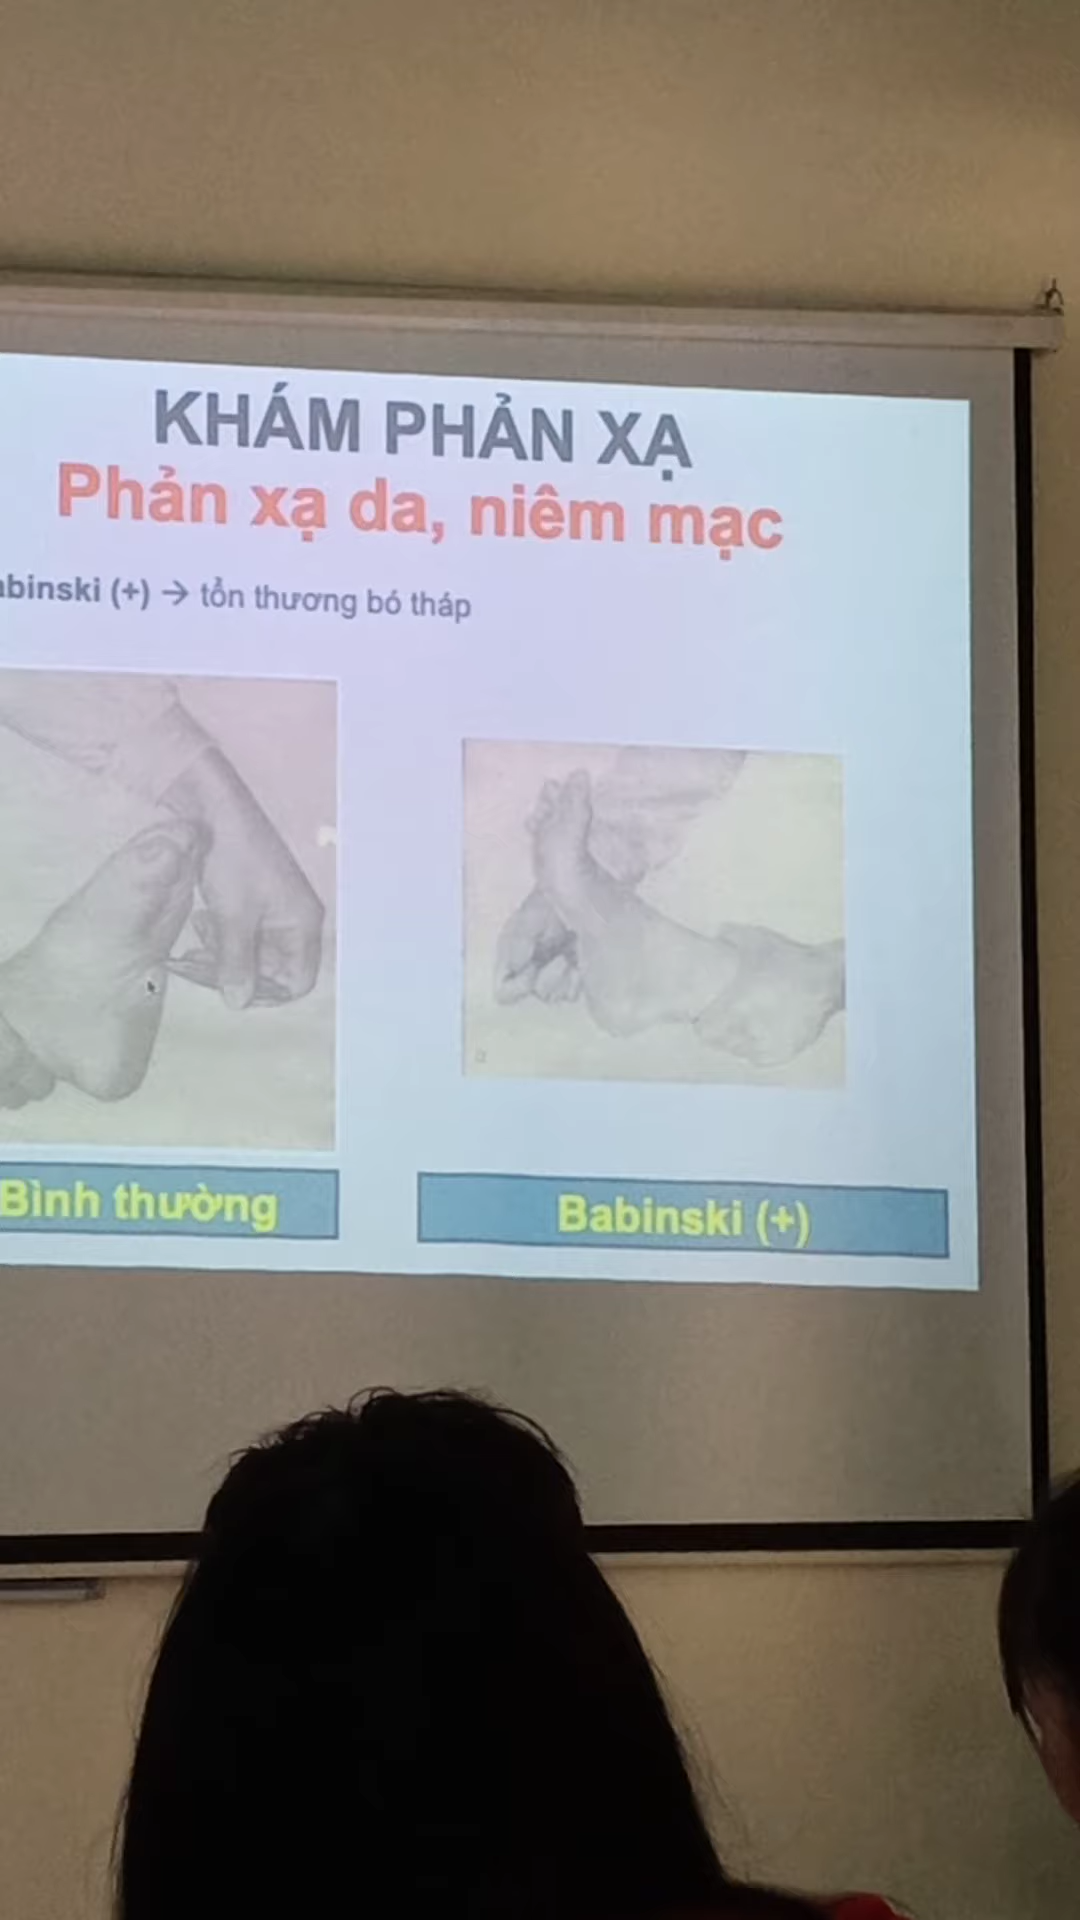 KHÁM PHẢN XẠ
Phản xạ da, niêm mạc
abinski (+) → tổn thương bó tháp
Bình thường
Babinski (+)